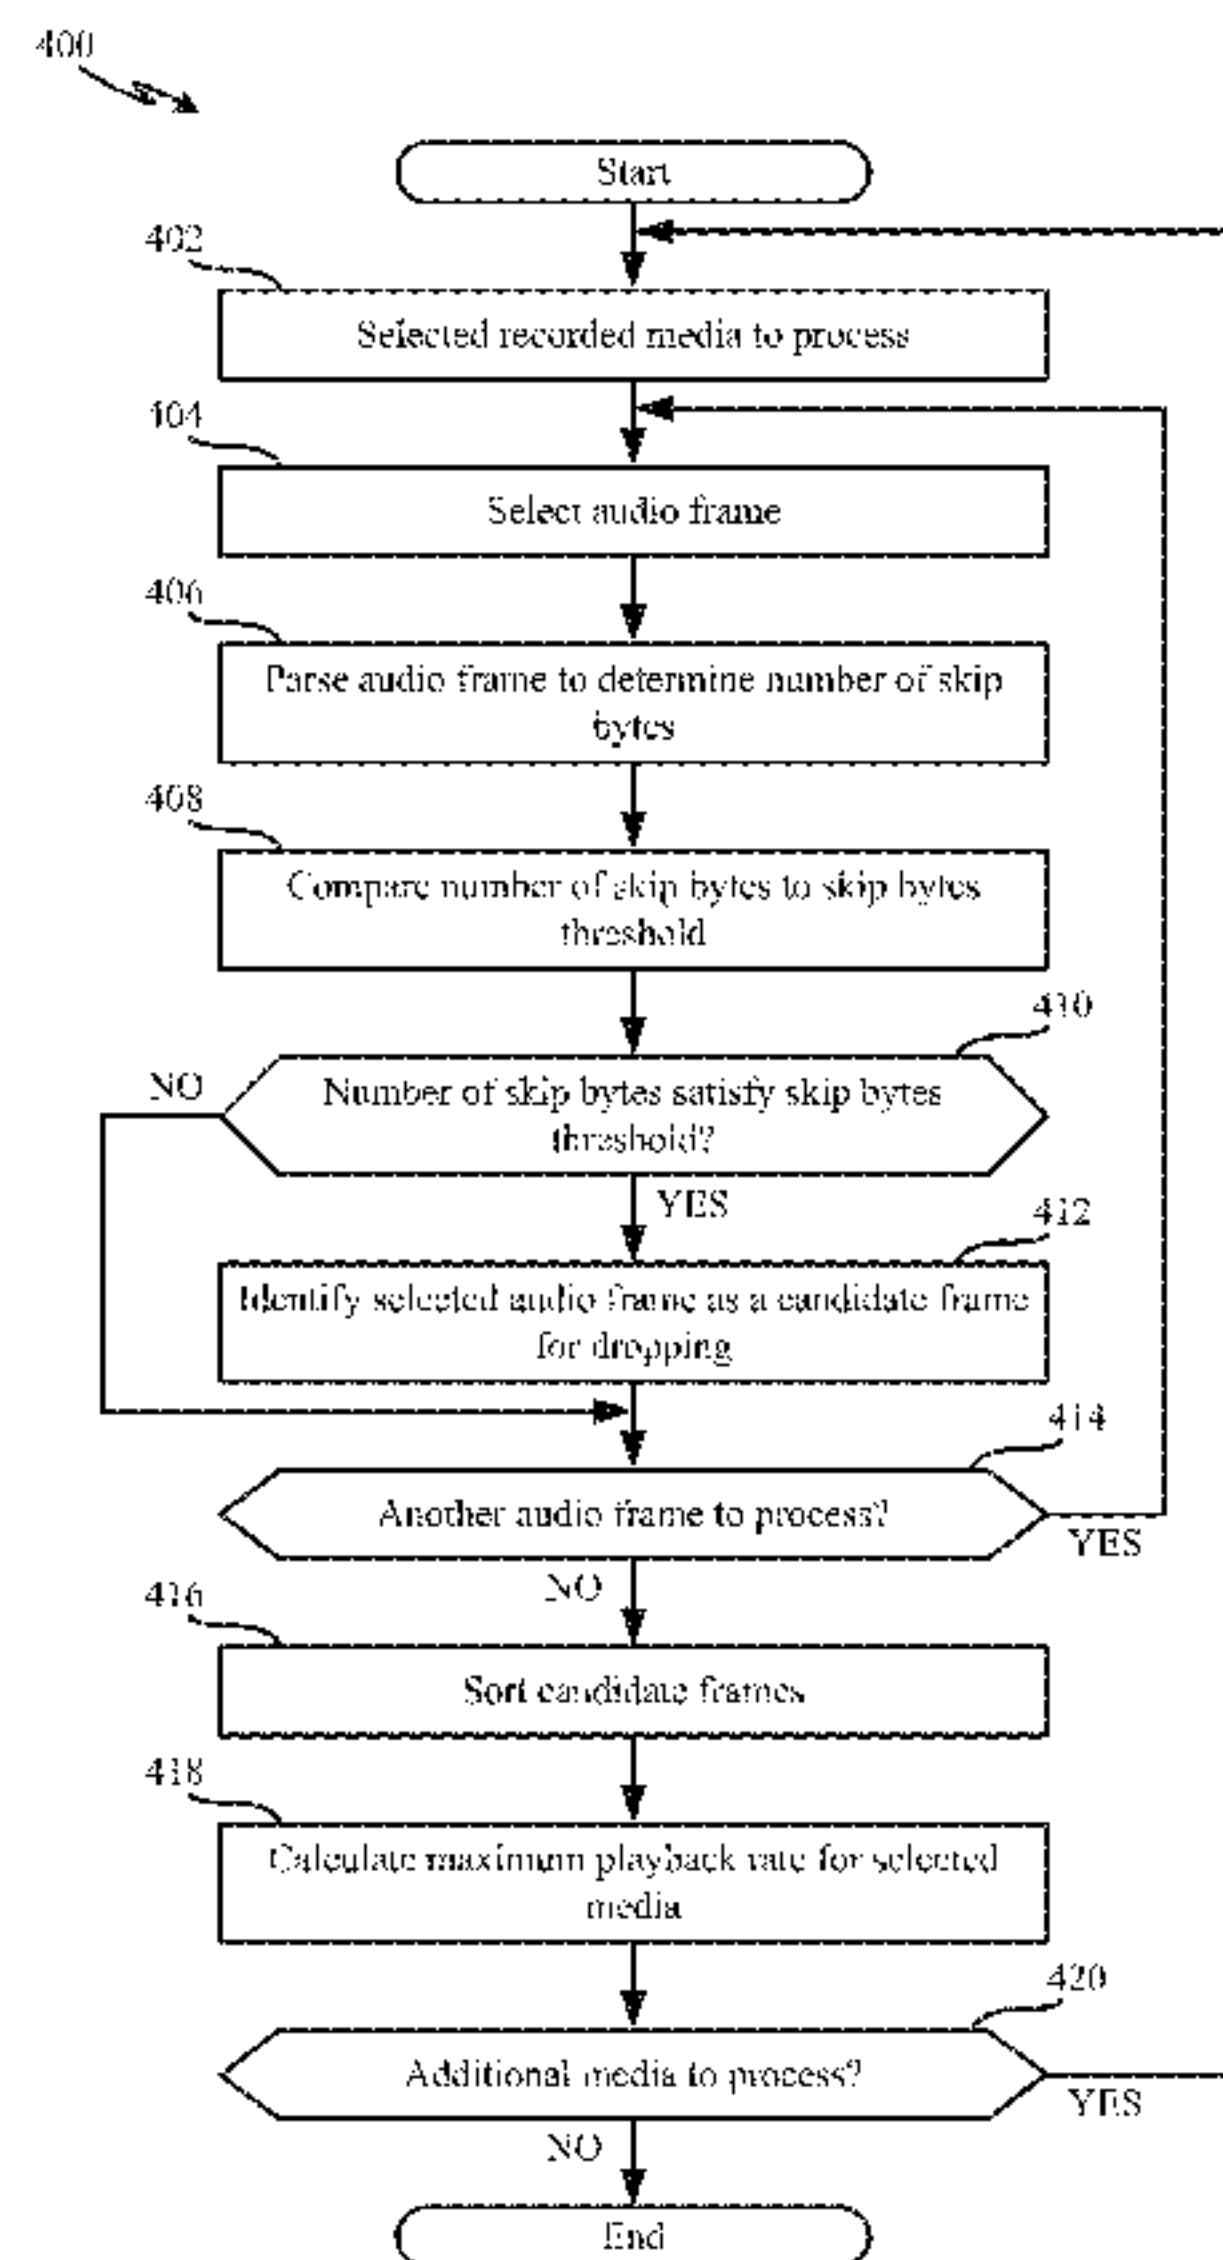 400
Start
402
Selected recorded media to process
404
Select audio frame
406
Parse audio frame to determine number of skip
bytes
408
Compare number of skip bytes to skip bytes
threshold
410
NO
Number of skip bytes satisfy skip bytes
threshold?
YES
412
Identify selected audio frame as a candidate frame
for dropping
414
Another audio frame to process?
YES
NO
416
Sort candidate frames
418
Calculate maximum playback rate for selected
media
420
Additional media to process?
YES
NO
End